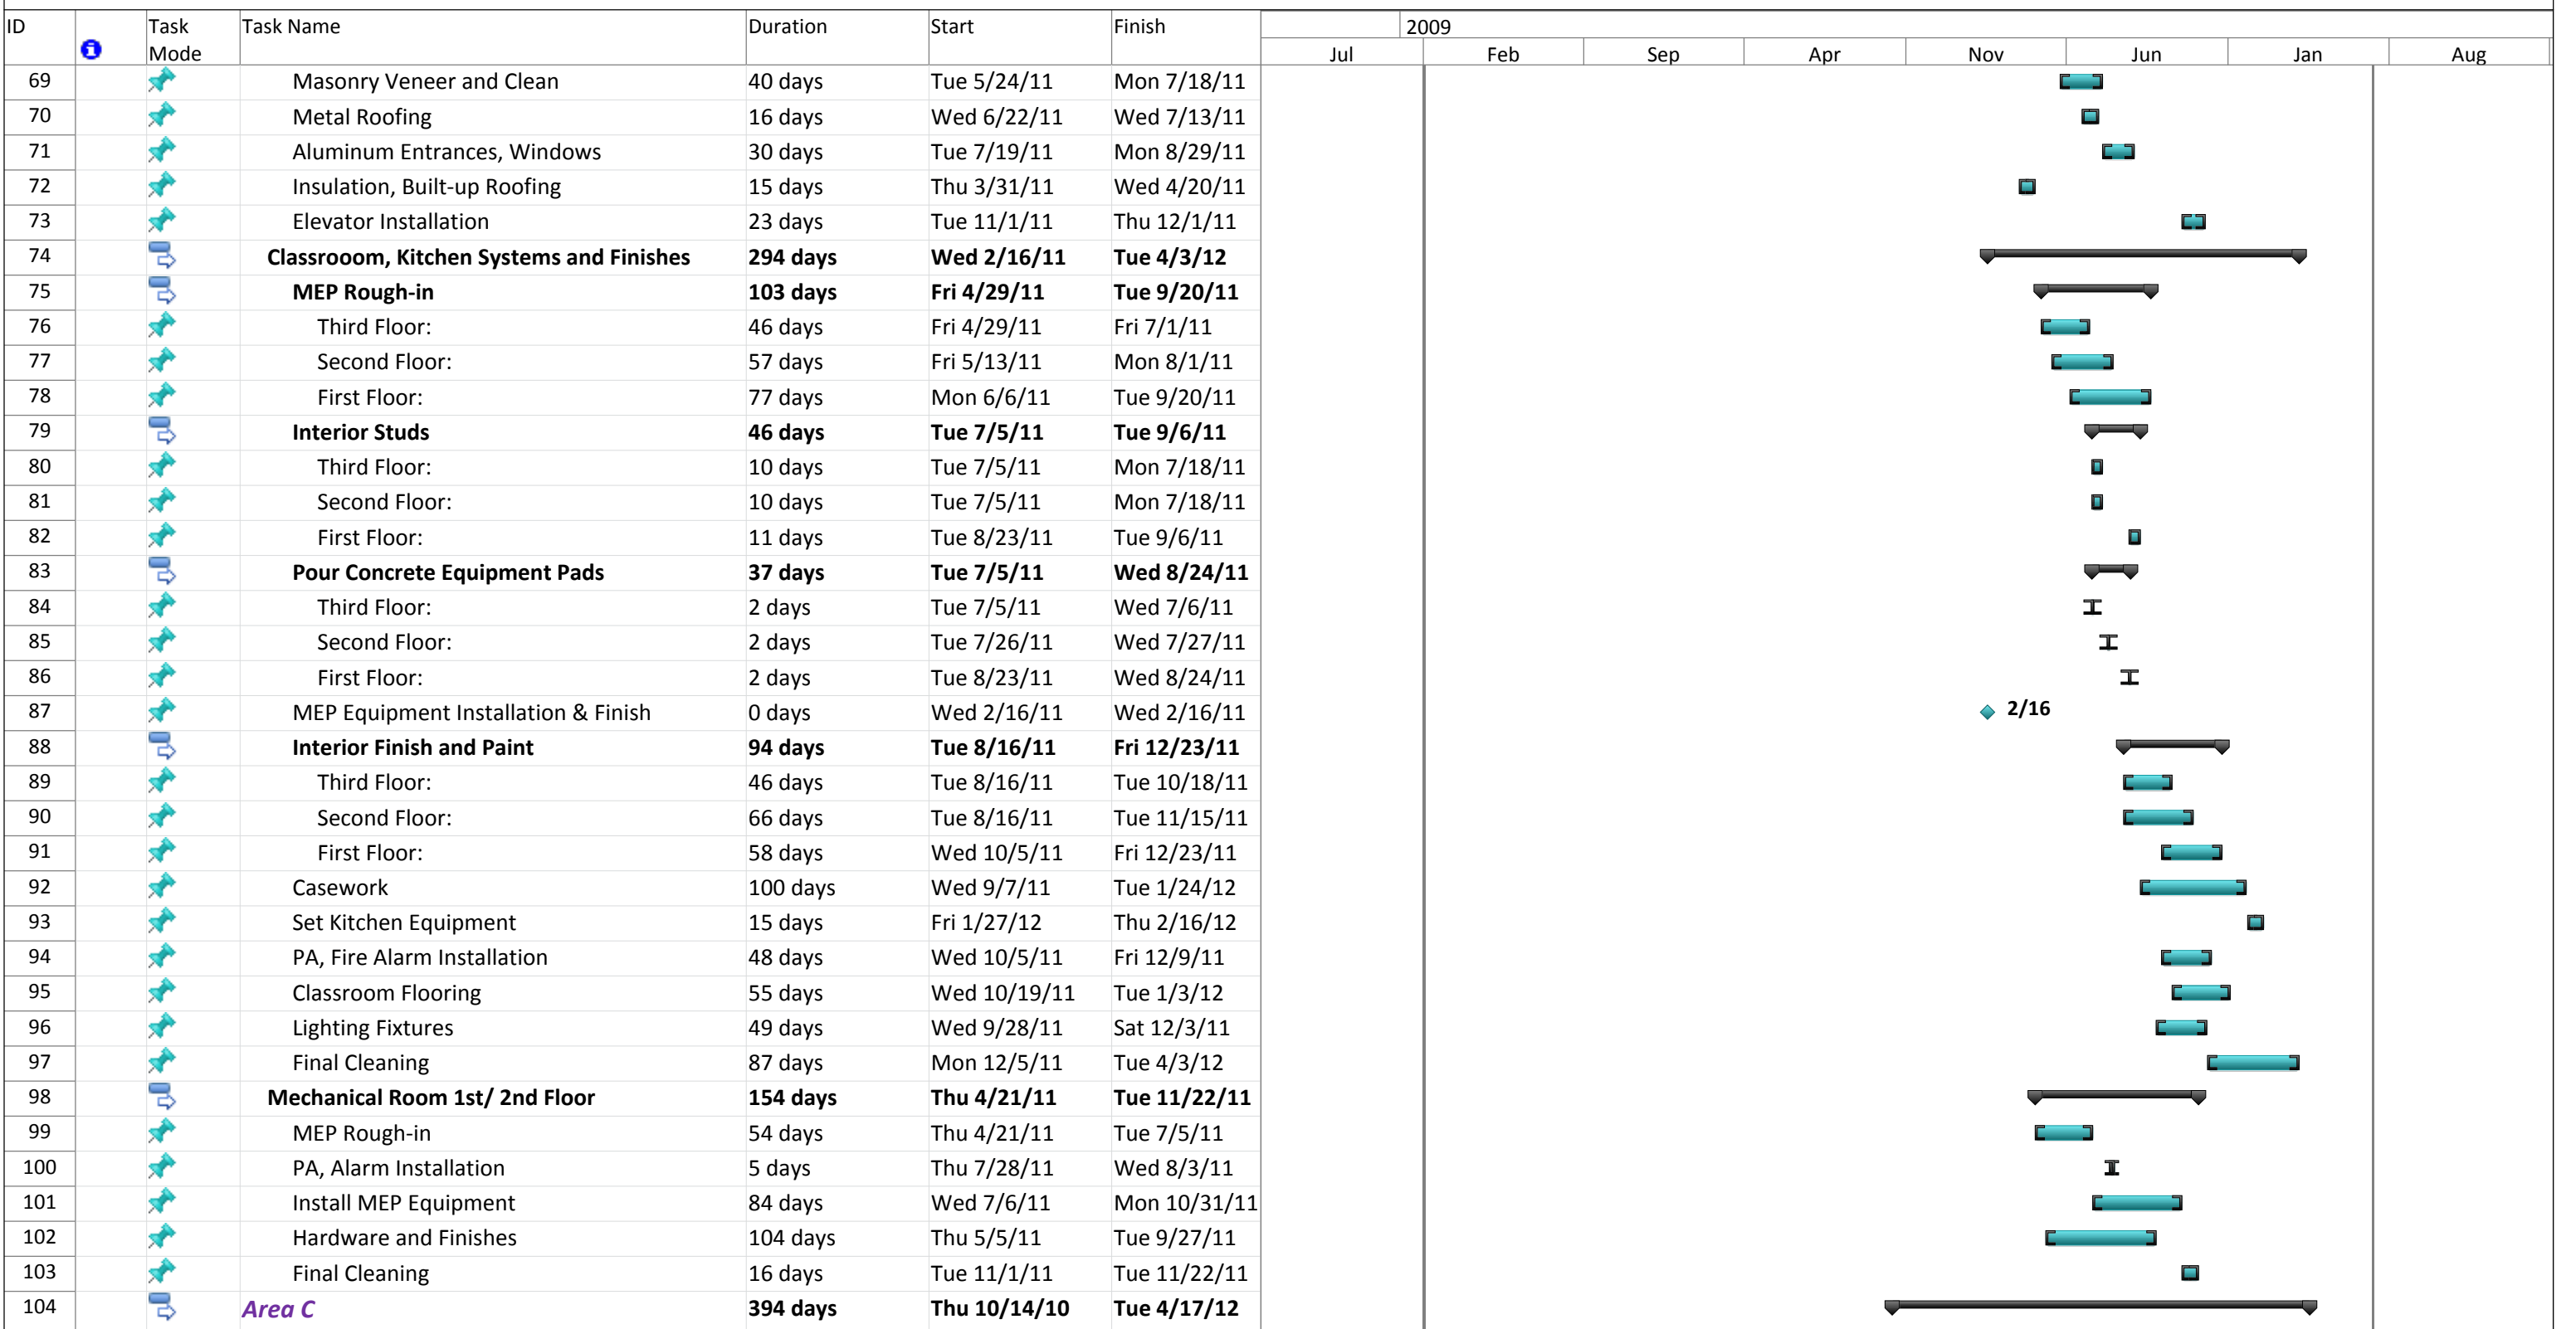 ID Task Mode Task Name Duration Start Finish 2009
Jul Feb Sep Apr Nov Jun Jan Aug
69 Masonry Veneer and Clean 40 days Tue 5/24/11 Mon 7/18/11
70 Metal Roofing 16 days Wed 6/22/11 Wed 7/13/11
71 Aluminum Entrances, Windows 30 days Tue 7/19/11 Mon 8/29/11
72 Insulation, Built-up Roofing 15 days Thu 3/31/11 Wed 4/20/11
73 Elevator Installation 23 days Tue 11/1/11 Thu 12/1/11
74 Classrooom, Kitchen Systems and Finishes 294 days Wed 2/16/11 Tue 4/3/12
75 MEP Rough-in 103 days Fri 4/29/11 Tue 9/20/11
76 Third Floor: 46 days Fri 4/29/11 Fri 7/1/11
77 Second Floor: 57 days Fri 5/13/11 Mon 8/1/11
78 First Floor: 77 days Mon 6/6/11 Tue 9/20/11
79 Interior Studs 46 days Tue 7/5/11 Tue 9/6/11
80 Third Floor: 10 days Tue 7/5/11 Mon 7/18/11
81 Second Floor: 10 days Tue 7/5/11 Mon 7/18/11
82 First Floor: 11 days Tue 8/23/11 Tue 9/6/11
83 Pour Concrete Equipment Pads 37 days Tue 7/5/11 Wed 8/24/11
84 Third Floor: 2 days Tue 7/5/11 Wed 7/6/11
85 Second Floor: 2 days Tue 7/26/11 Wed 7/27/11
86 First Floor: 2 days Tue 8/23/11 Wed 8/24/11
87 MEP Equipment Installation & Finish 0 days Wed 2/16/11 Wed 2/16/11 2/16
88 Interior Finish and Paint 94 days Tue 8/16/11 Fri 12/23/11
89 Third Floor: 46 days Tue 8/16/11 Tue 10/18/11
90 Second Floor: 66 days Tue 8/16/11 Tue 11/15/11
91 First Floor: 58 days Wed 10/5/11 Fri 12/23/11
92 Casework 100 days Wed 9/7/11 Tue 1/24/12
93 Set Kitchen Equipment 15 days Fri 1/27/12 Thu 2/16/12
94 PA, Fire Alarm Installation 48 days Wed 10/5/11 Fri 12/9/11
95 Classroom Flooring 55 days Wed 10/19/11 Tue 1/3/12
96 Lighting Fixtures 49 days Wed 9/28/11 Sat 12/3/11
97 Final Cleaning 87 days Mon 12/5/11 Tue 4/3/12
98 Mechanical Room 1st/ 2nd Floor 154 days Thu 4/21/11 Tue 11/22/11
99 MEP Rough-in 54 days Thu 4/21/11 Tue 7/5/11
100 PA, Alarm Installation 5 days Thu 7/28/11 Wed 8/3/11
101 Install MEP Equipment 84 days Wed 7/6/11 Mon 10/31/11
102 Hardware and Finishes 104 days Thu 5/5/11 Tue 9/27/11
103 Final Cleaning 16 days Tue 11/1/11 Tue 11/22/11
104 Area C 394 days Thu 10/14/10 Tue 4/17/12